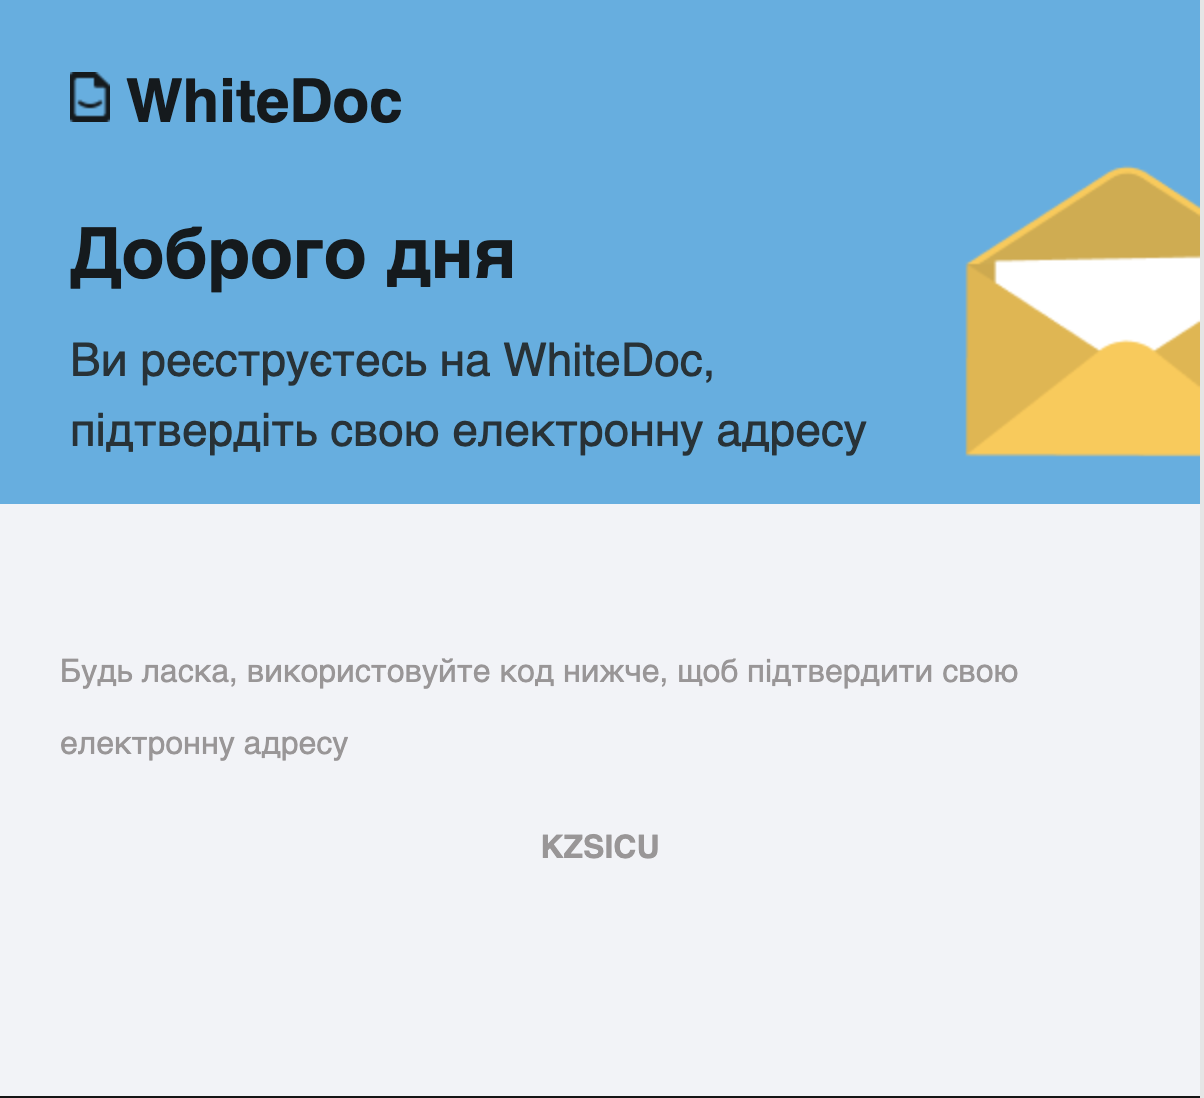 WhiteDoc
Доброго дня
Ви реєструєтесь на WhiteDoc,
підтвердіть свою електронну адресу
Будь ласка, використовуйте код нижче, щоб підтвердити свою
електронну адресу
KZSICU